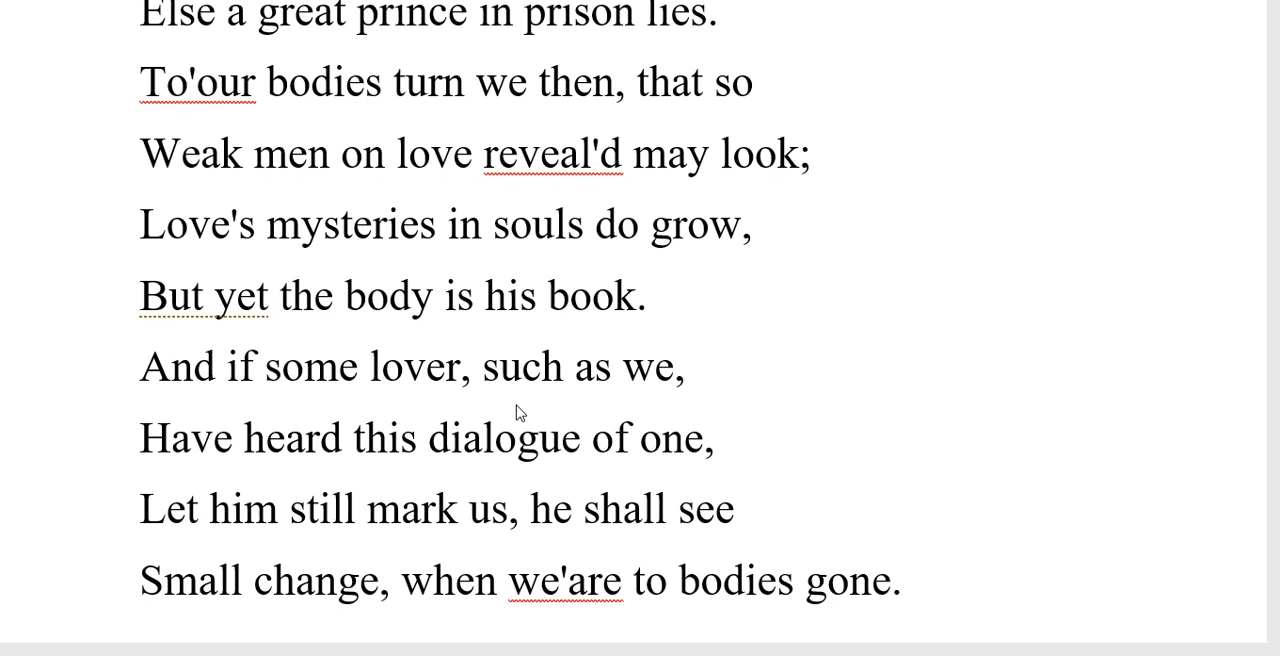 Else a great prince in prison lies.
To'our bodies turn we then, that so
Weak men on love reveal'd may look;
Love's mysteries in souls do grow,
But yet the body is his book.
And if some lover, such as we,
Have heard this dialogue of one,
Let him still mark us, he shall see
Small change, when we'are to bodies gone.